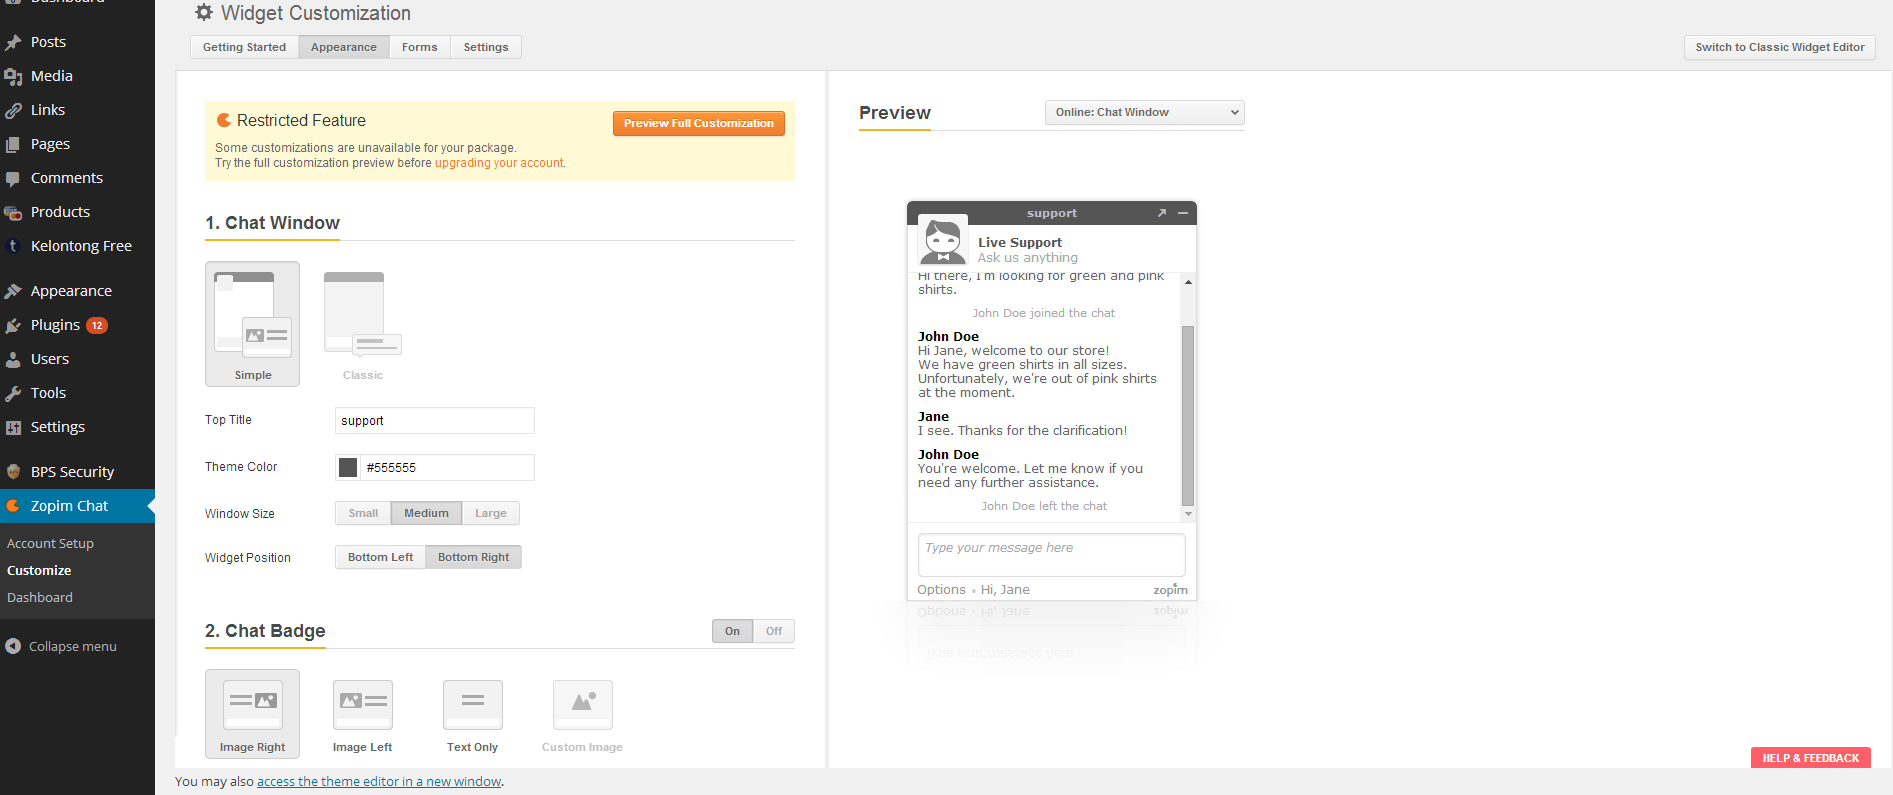 Dashboard
Posts
Media
Links
Pages
Comments
Products
Kelontong Free
Appearance
Plugins 12
Users
Tools
Settings
BPS Security
Zopim Chat
Account Setup
Customize
Dashboard
Collapse menu
Widget Customization
Getting Started Appearance Forms Settings
Switch to Classic Widget Editor
Restricted Feature
Preview Full Customization
Some customizations are unavailable for your package.
Try the full customization preview before upgrading your account.
1. Chat Window
Simple Classic
Top Title support
Theme Color #555555
Window Size Small Medium Large
Widget Position Bottom Left Bottom Right
2. Chat Badge On Off
Image Right Image Left Text Only Custom Image
You may also access the theme editor in a new window.
Preview Online: Chat Window
support
Live Support
Ask us anything
Hi there, I'm looking for green and pink
shirts.
John Doe joined the chat
John Doe
Hi Jane, welcome to our store!
We have green shirts in all sizes.
Unfortunately, we're out of pink shirts
at the moment.
Jane
I see. Thanks for the clarification!
John Doe
You're welcome. Let me know if you
need any further assistance.
John Doe left the chat
Type your message here
Options • Hi, Jane zopim
HELP & FEEDBACK